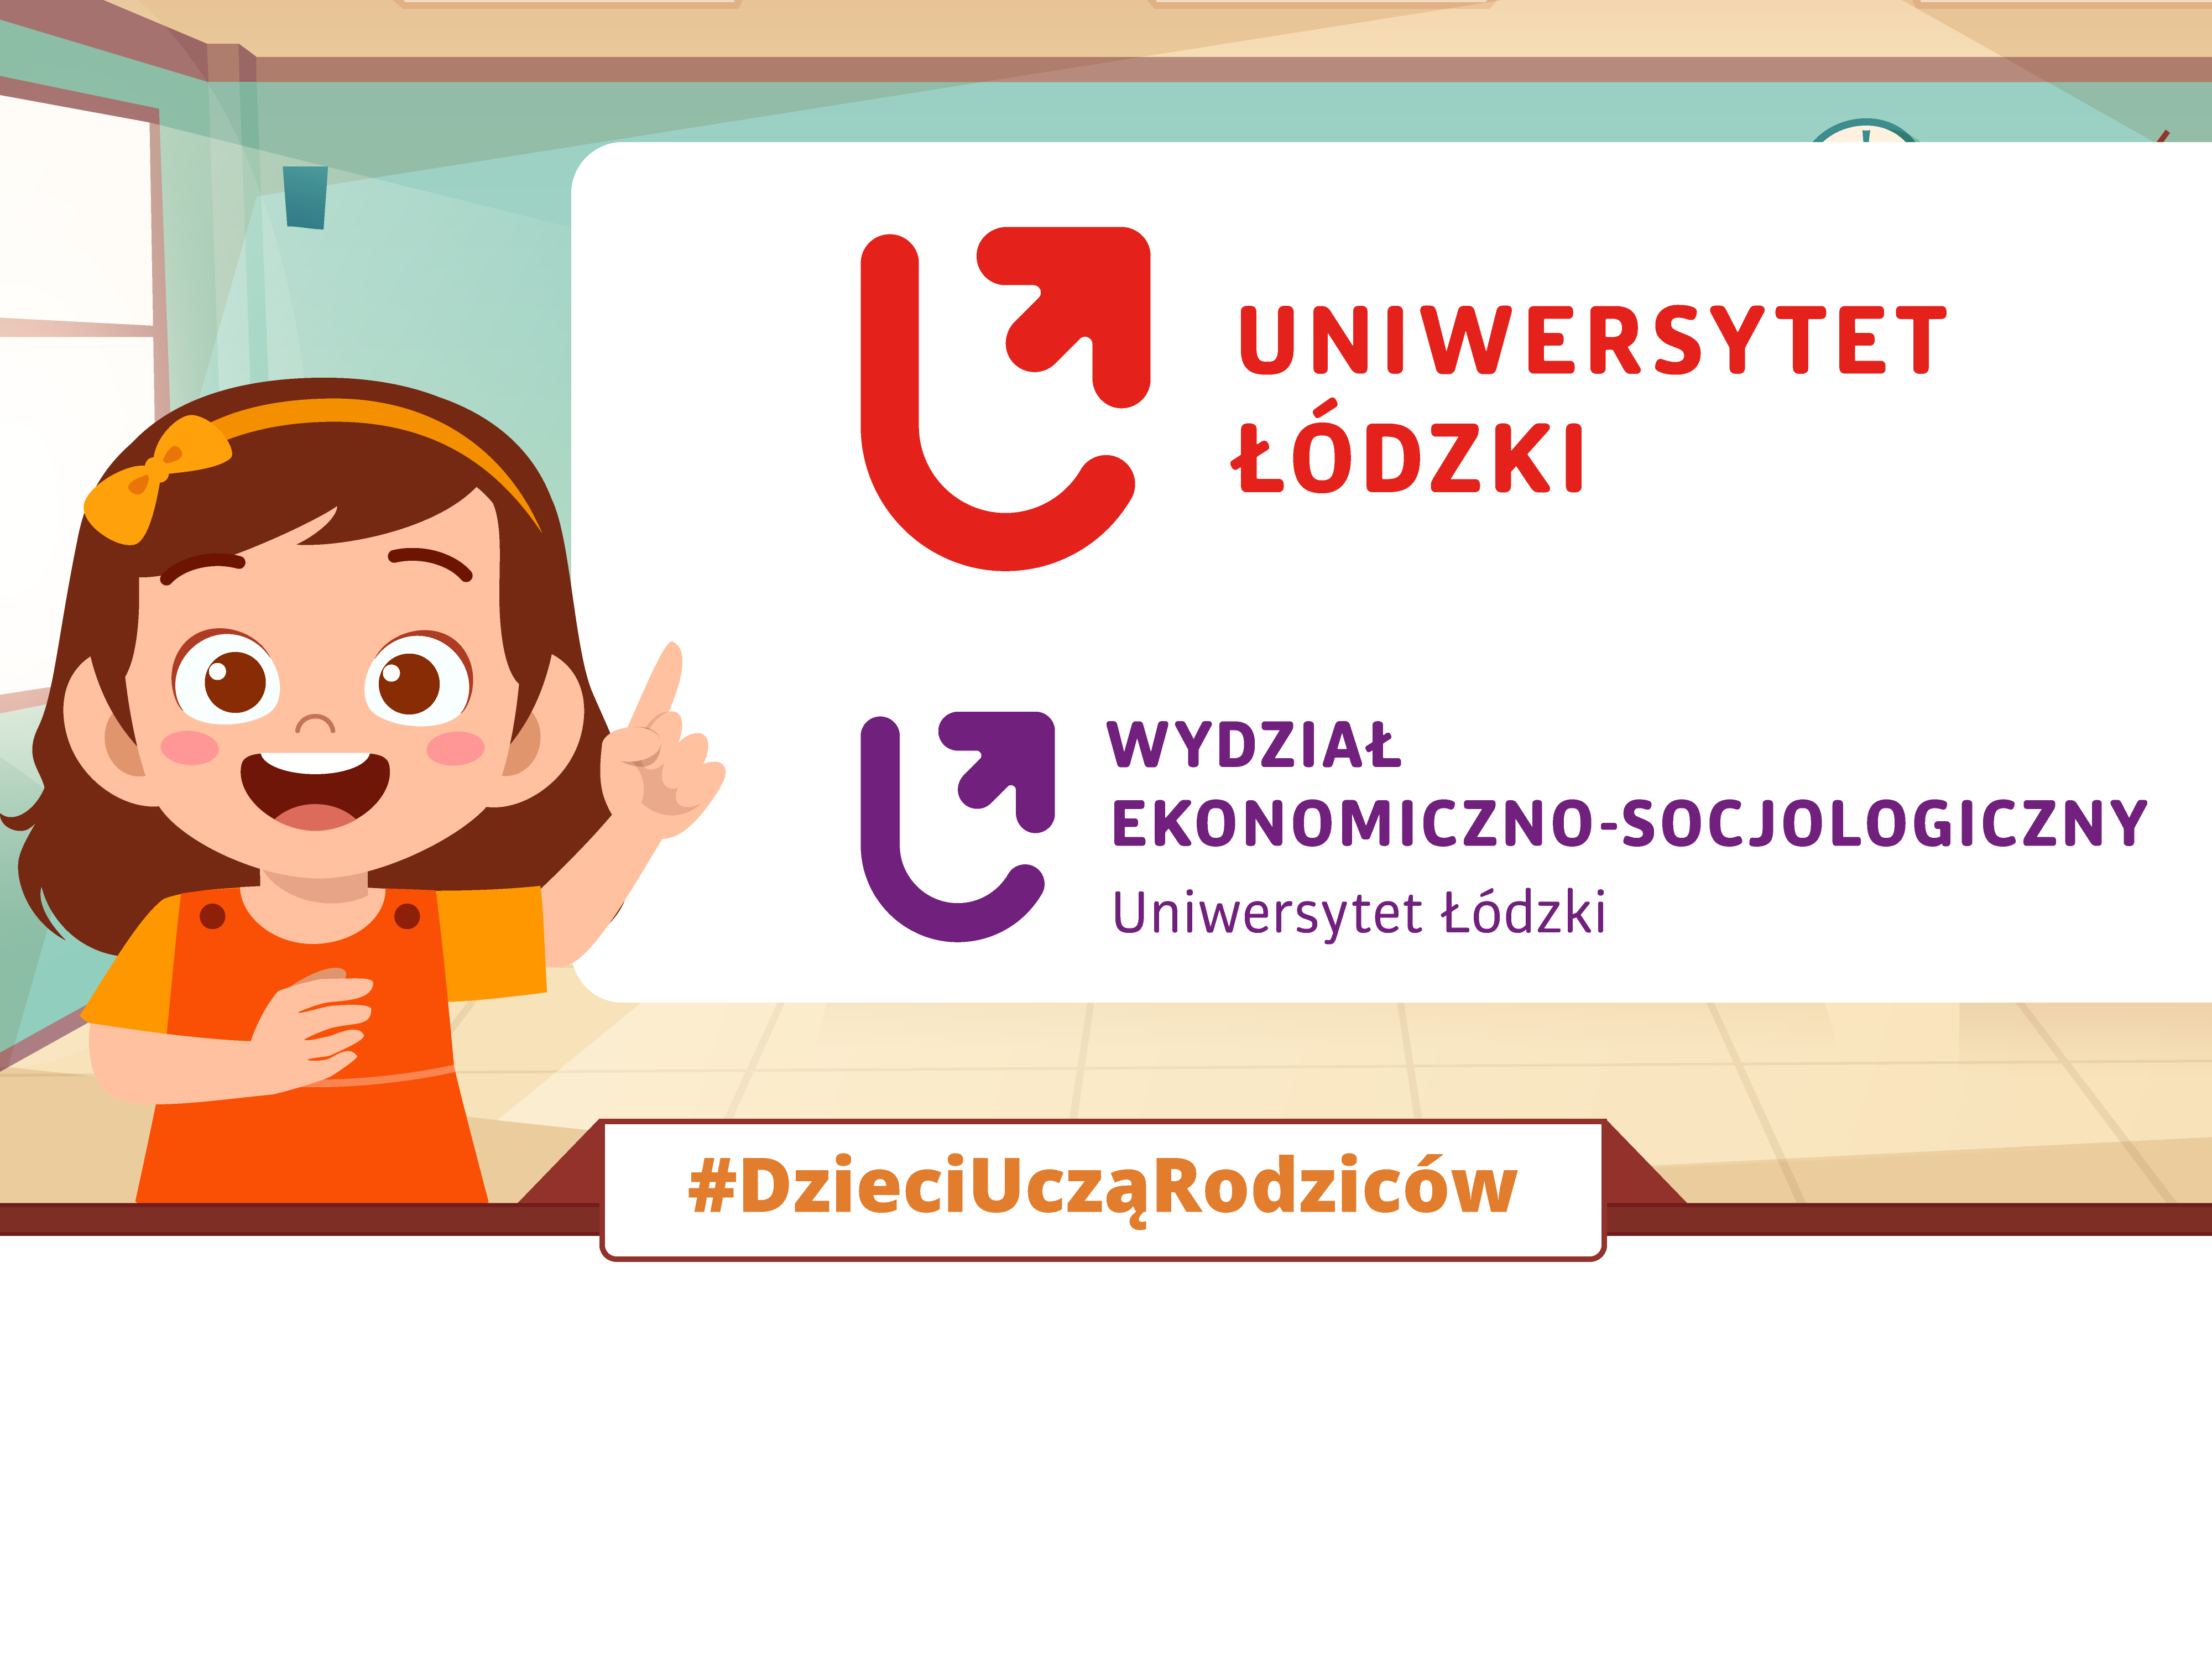 UNIWERSYTET
ŁÓDZKI
WYDZIAŁ
EKONOMICZNO-SOCJOLOGICZNY
Uniwersytet Łódzki
#DzieciUcząRodziców